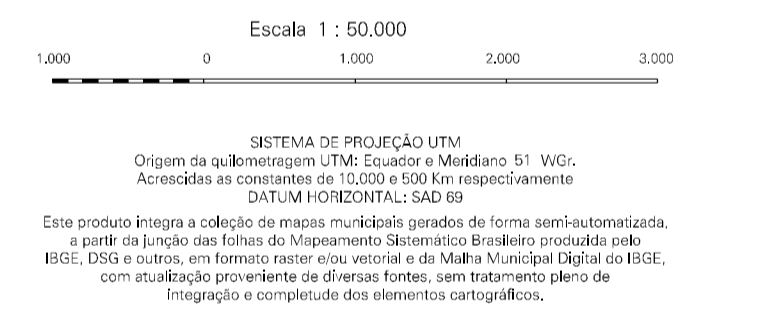 Escala 1 : 50.000
1.000 0 1.000 2.000 3.000
SISTEMA DE PROJEÇÃO UTM
Origem da quilometragem UTM: Equador e Meridiano 51 WGr.
Acrescidas as constantes de 10.000 e 500 Km respectivamente
DATUM HORIZONTAL: SAD 69
Este produto integra a coleção de mapas municipais gerados de forma semi-automatizada,
a partir da junção das folhas do Mapeamento Sistemático Brasileiro produzida pelo
IBGE, DSG e outros, em formato raster e/ou vetorial e da Malha Municipal Digital do IBGE,
com atualização proveniente de diversas fontes, sem tratamento pleno de
integração e completude dos elementos cartográficos.